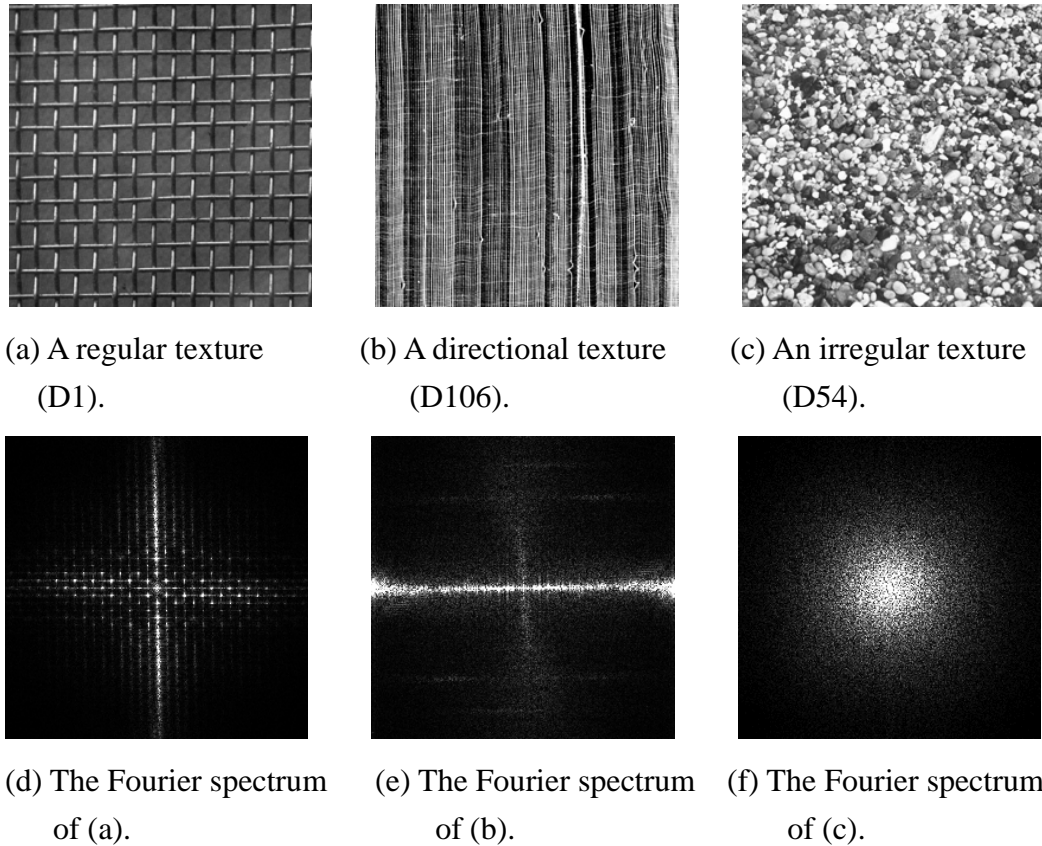 (a) A regular texture
(D1).
(b) A directional texture
(D106).
(c) An irregular texture
(D54).
(d) The Fourier spectrum
of (a).
(e) The Fourier spectrum
of (b).
(f) The Fourier spectrum
of (c).